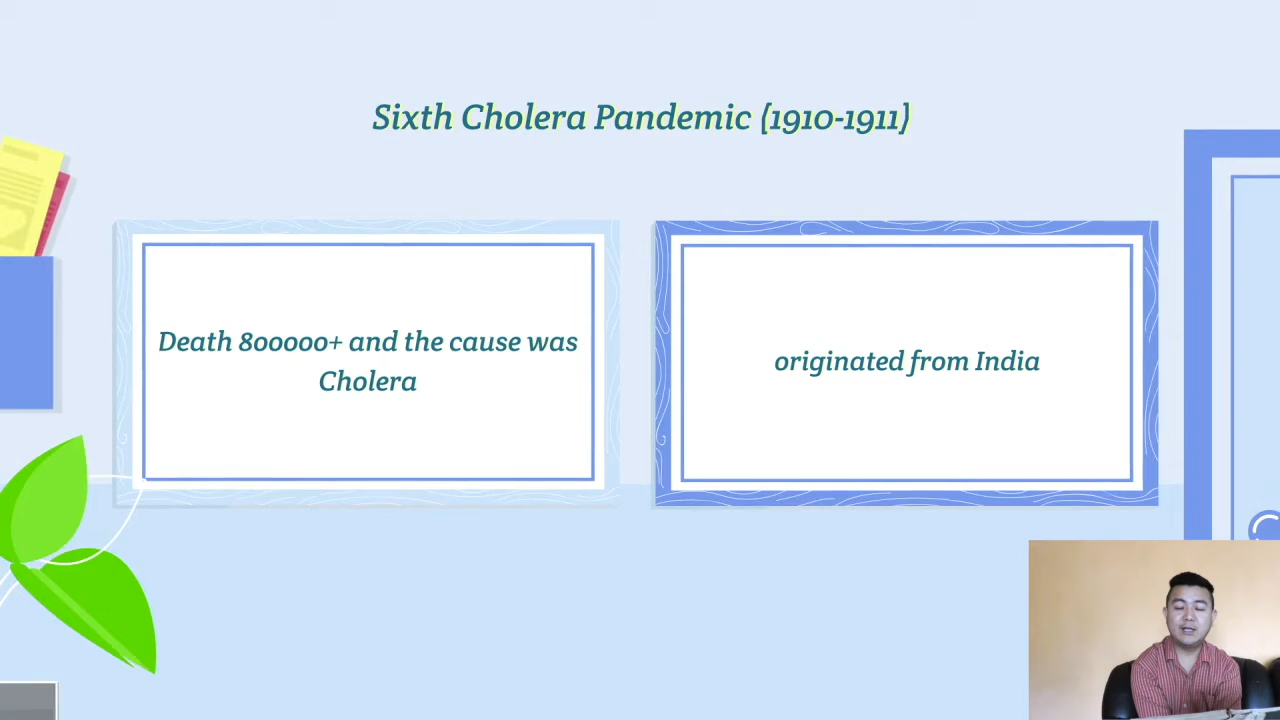 Sixth Cholera Pandemic (1910-1911)
Death 800000+ and the cause was
Cholera
originated from India